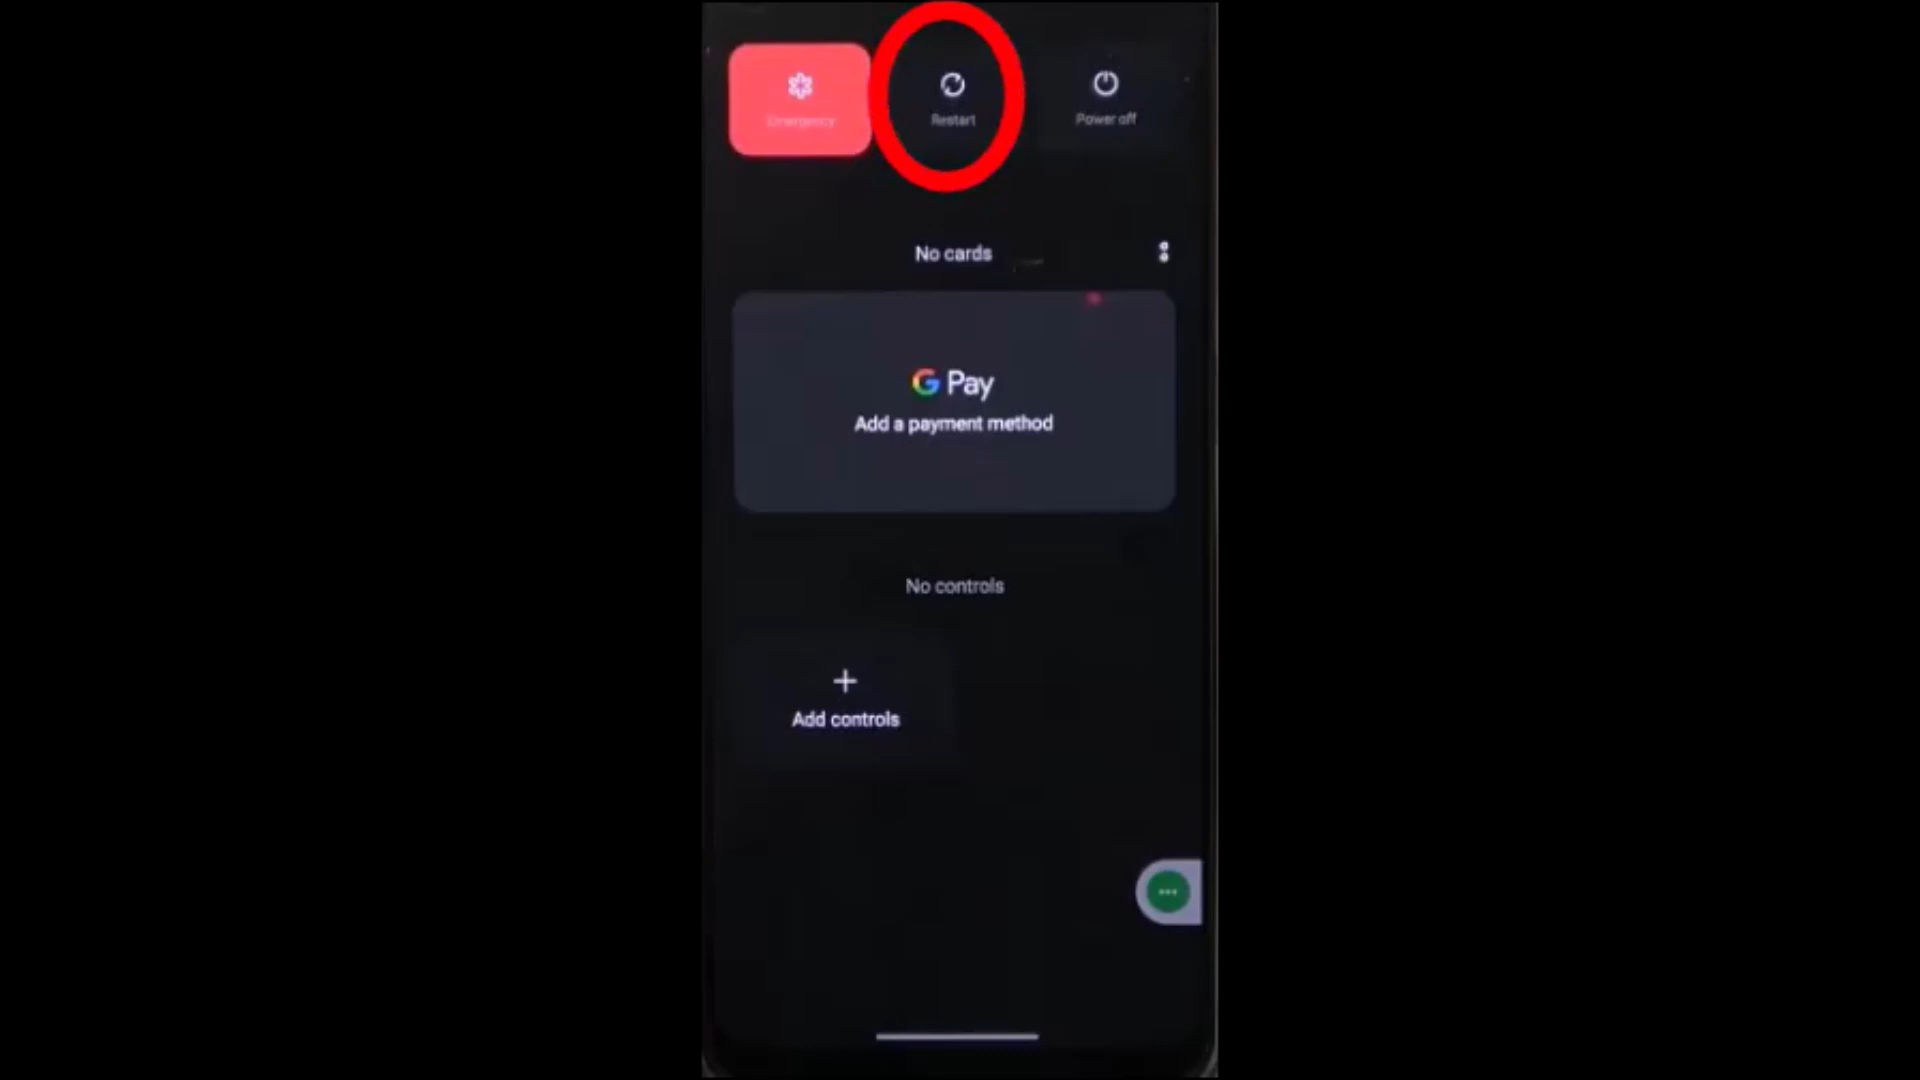 Emergency
Restart
Power off
No cards
G Pay
Add a payment method
No controls
Add controls